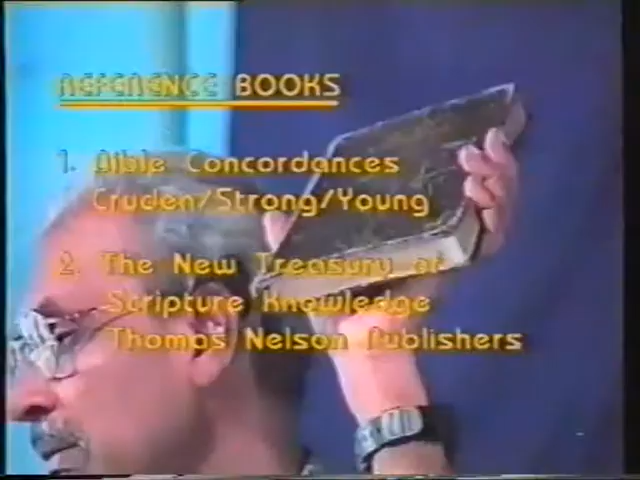 REFERENCE BOOKS
1. Bible Concordances
Cruden/Strong/Young
2. The New Treasury of
Scripture Knowledge
Thomas Nelson Publishers